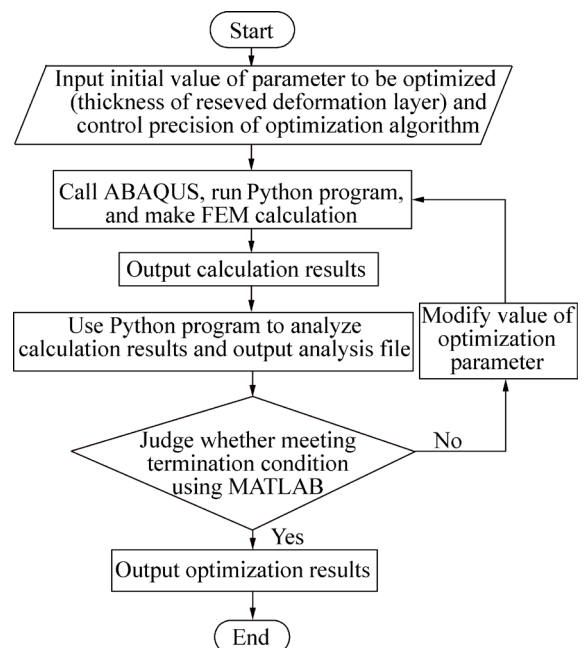 Start
Input initial value of parameter to be optimized
(thickness of reseved deformation layer) and
control precision of optimization algorithm
Call ABAQUS, run Python program,
and make FEM calculation
Output calculation results
Use Python program to analyze
calculation results and output analysis file
Modify value of
optimization
parameter
Judge whether meeting
termination condition
using MATLAB
No
Yes
Output optimization results
End